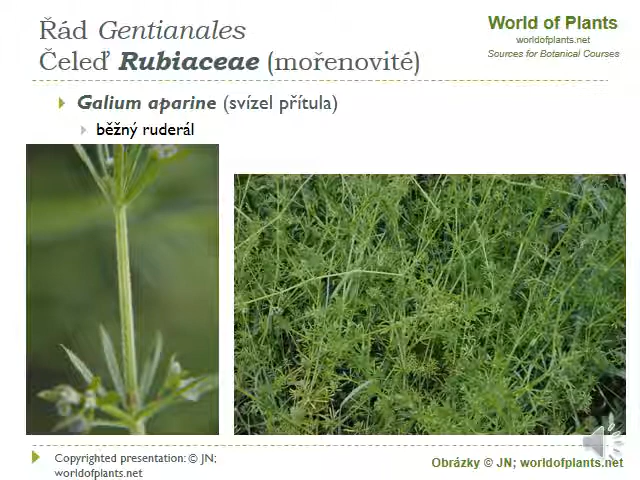 Řád Gentianales
Čeleď Rubiaceae (mořenovité)
World of Plants
worldofplants.net
Sources for Botanical Courses
Galium aparine (svízel přítula)
běžný ruderál
Copyrighted presentation: © JN;
worldofplants.net
Obrázky © JN; worldofplants.net